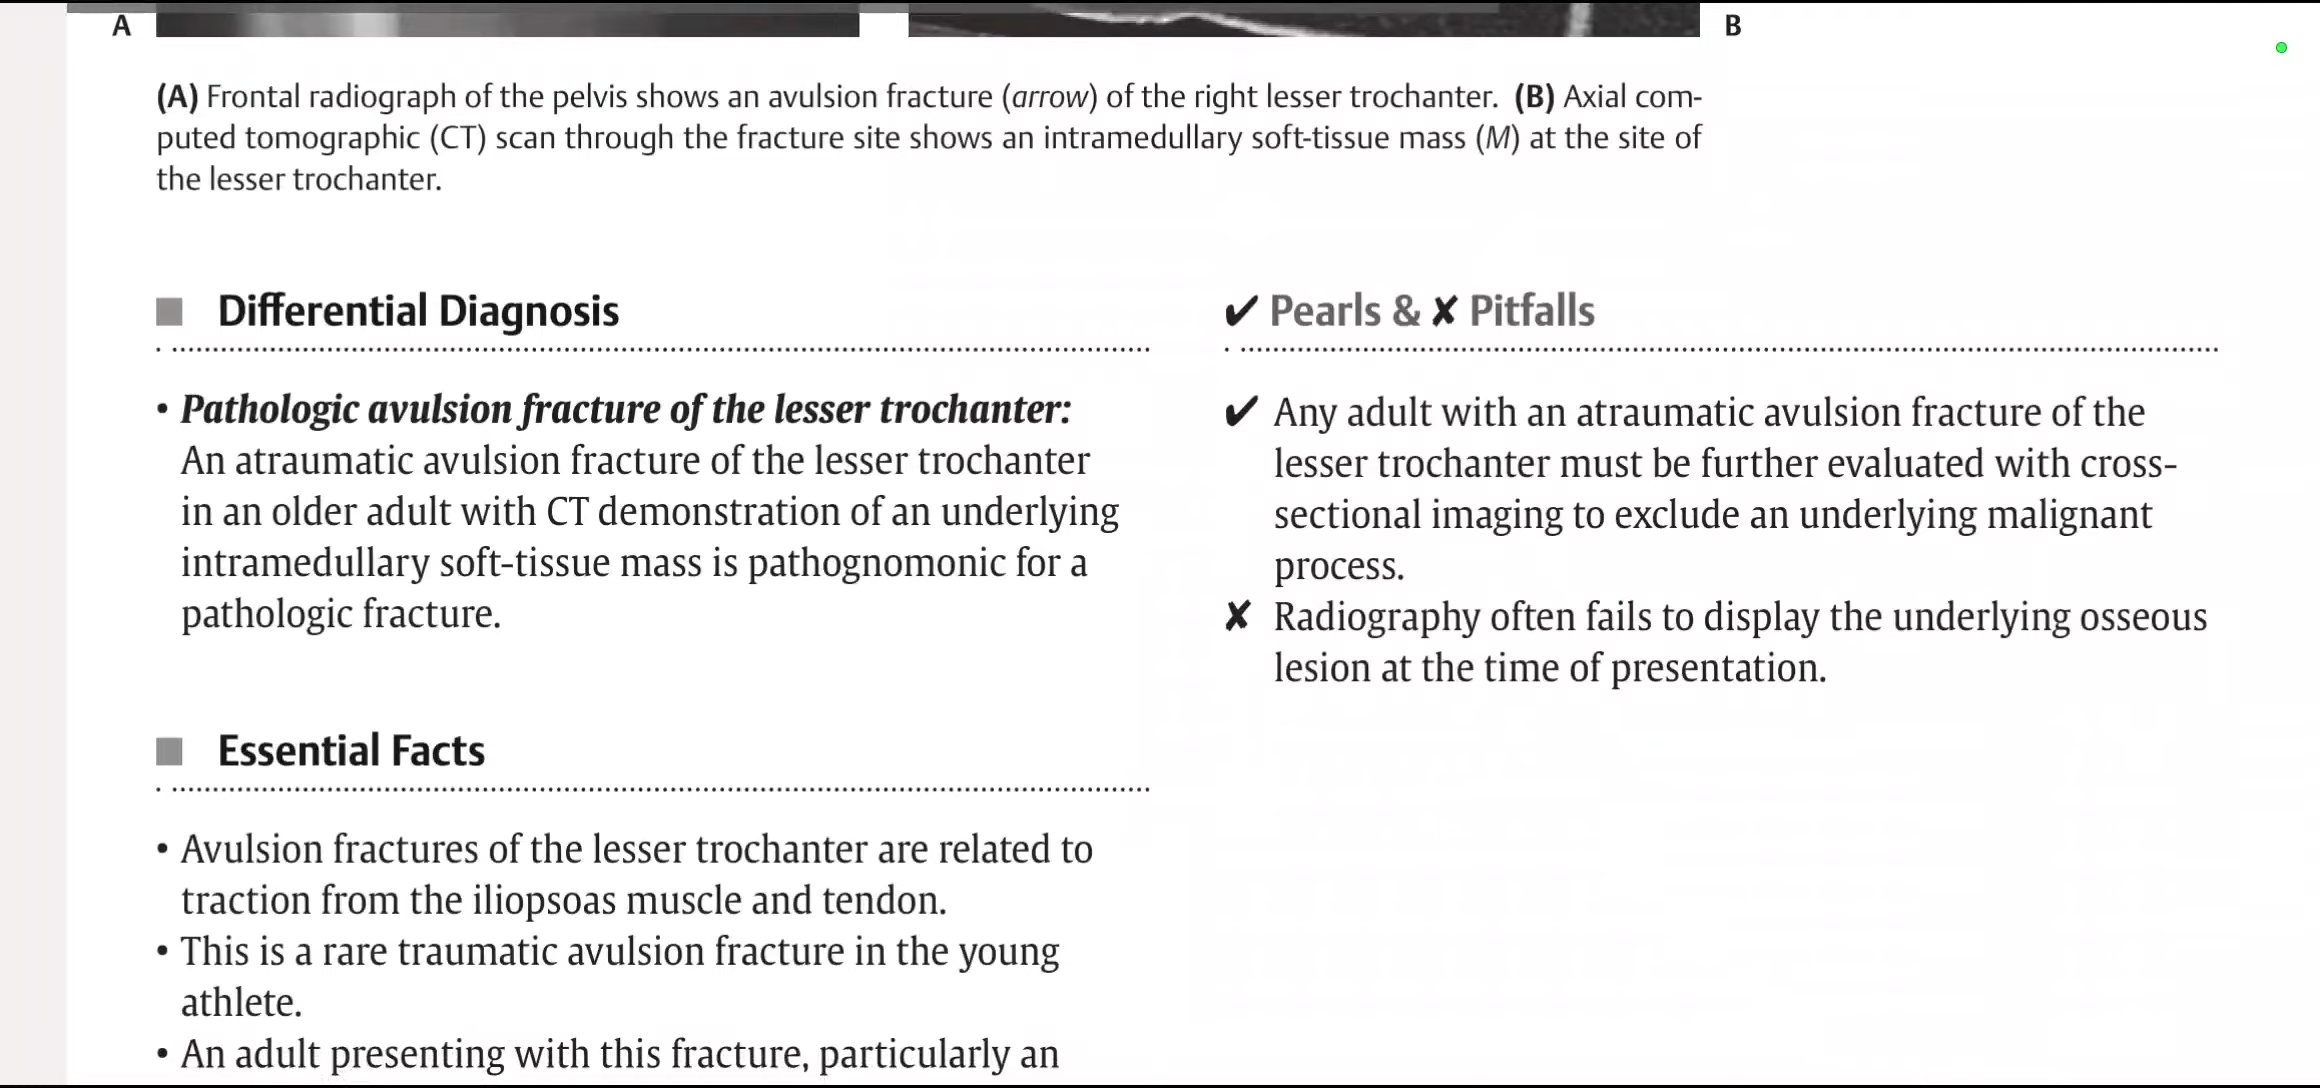 A
B
(A) Frontal radiograph of the pelvis shows an avulsion fracture (arrow) of the right lesser trochanter. (B) Axial com-
puted tomographic (CT) scan through the fracture site shows an intramedullary soft-tissue mass (M) at the site of
the lesser trochanter.
■ Differential Diagnosis
• Pathologic avulsion fracture of the lesser trochanter:
An atraumatic avulsion fracture of the lesser trochanter
in an older adult with CT demonstration of an underlying
intramedullary soft-tissue mass is pathognomonic for a
pathologic fracture.
■ Essential Facts
• Avulsion fractures of the lesser trochanter are related to
traction from the iliopsoas muscle and tendon.
• This is a rare traumatic avulsion fracture in the young
athlete.
• An adult presenting with this fracture, particularly an
✔ Pearls & ✘ Pitfalls
✔ Any adult with an atraumatic avulsion fracture of the
lesser trochanter must be further evaluated with cross-
sectional imaging to exclude an underlying malignant
process.
✘ Radiography often fails to display the underlying osseous
lesion at the time of presentation.